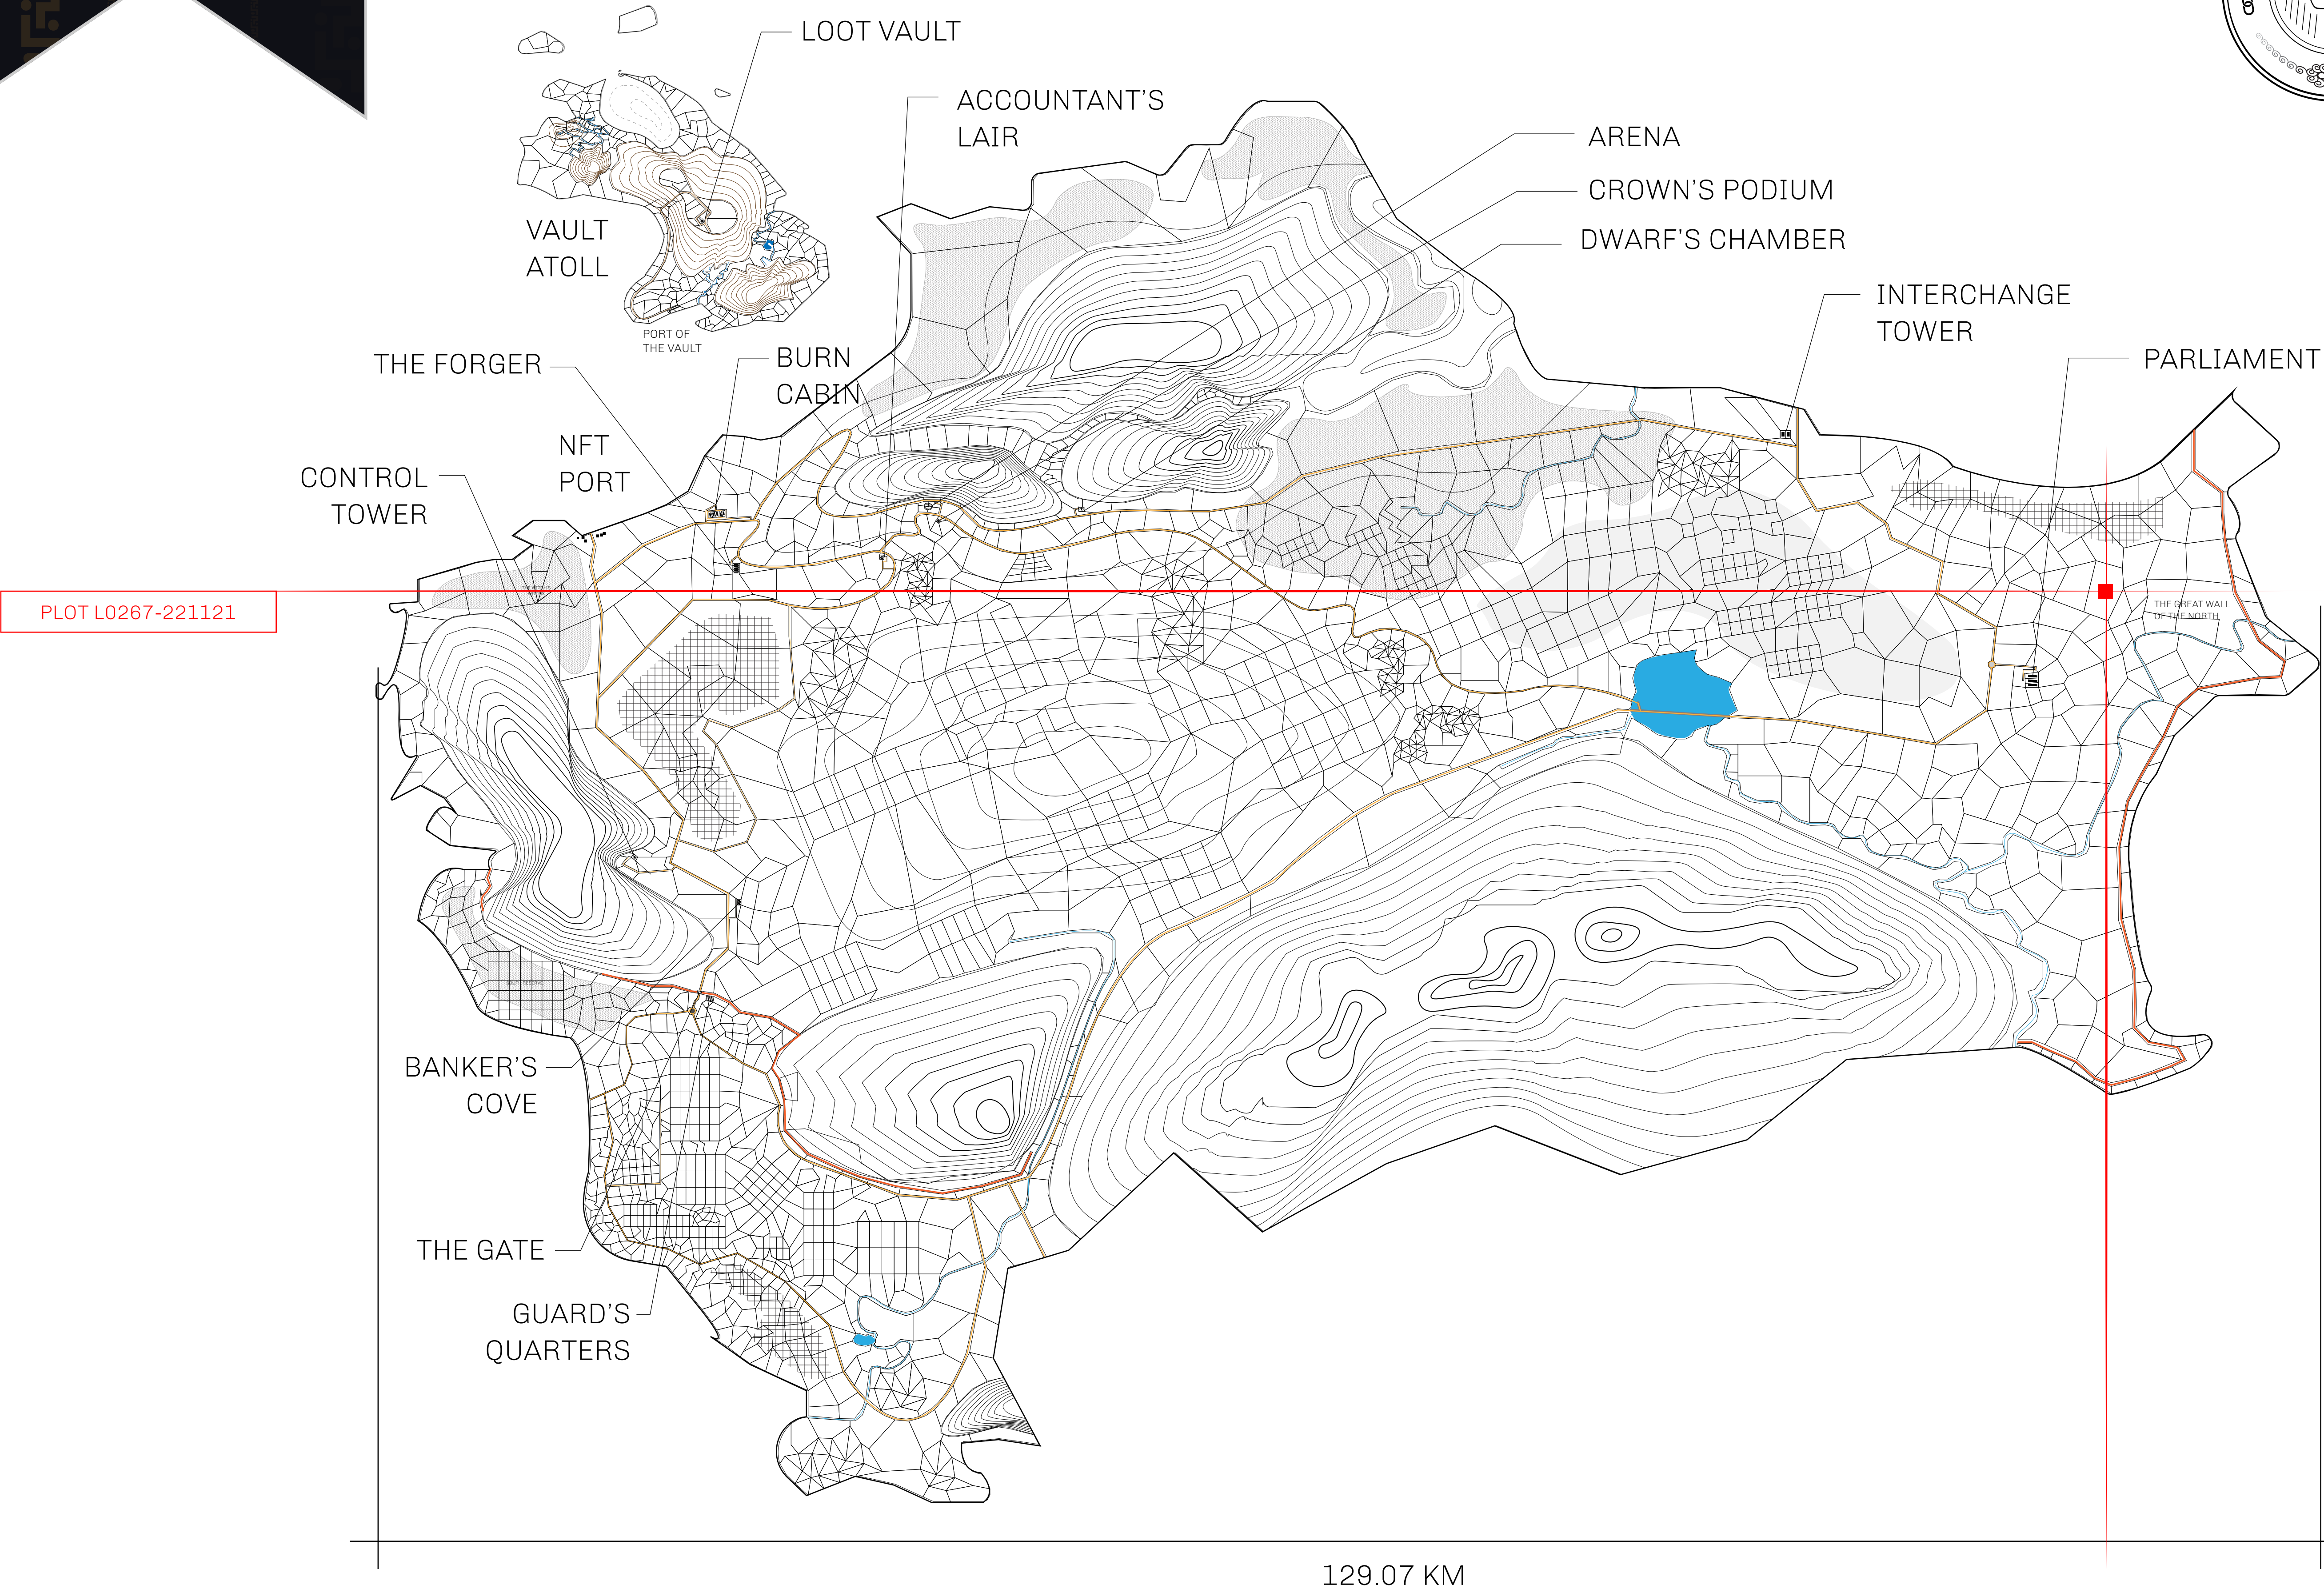 LOOT VAULT
ACCOUNTANT'S
LAIR
ARENA
CROWN'S PODIUM
DWARF'S CHAMBER
VAULT
ATOLL
INTERCHANGE
TOWER
PORT OF
THE VAULT
PARLIAMENT
THE FORGER
BURN
CABIN
NFT
PORT
CONTROL
TOWER
PLOT L0267-221121
THE GREAT WALL
OF THE NORTH
SOUTH RESERVE
BANKER'S
COVE
THE GATE
GUARD'S
QUARTERS
129.07 KM